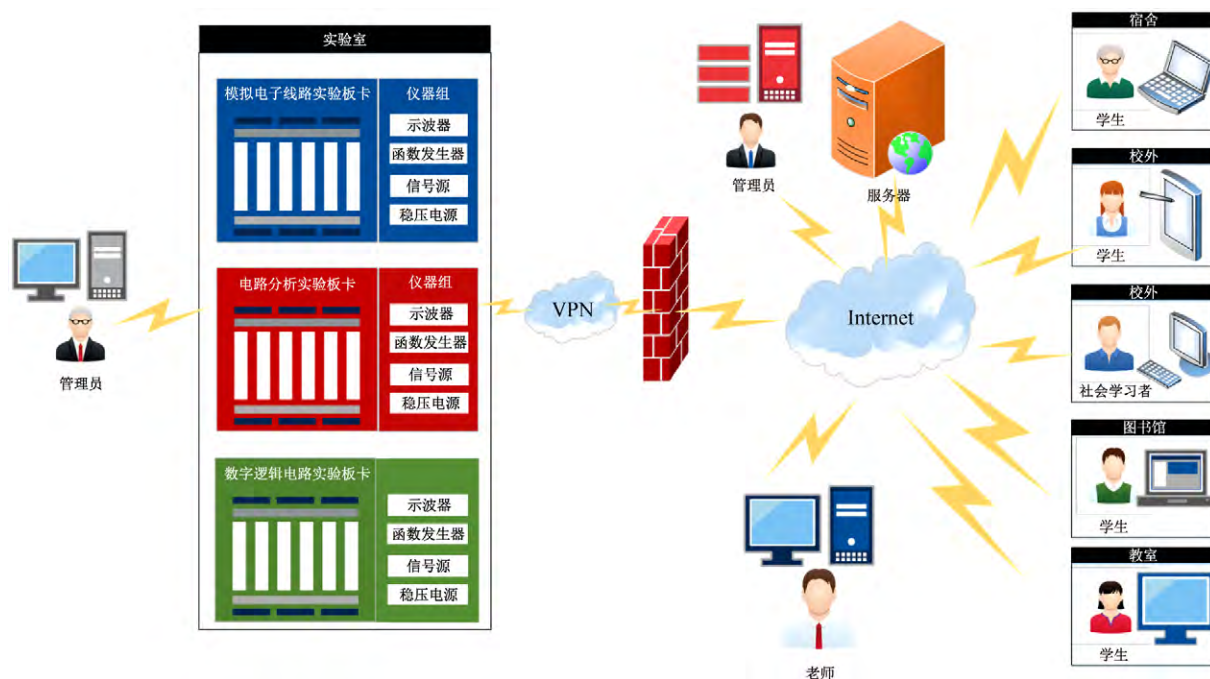 实验室
模拟电子线路实验板卡
仪器组
示波器
函数发生器
信号源
稳压电源
电路分析实验板卡
仪器组
示波器
函数发生器
信号源
稳压电源
数字逻辑电路实验板卡
示波器
函数发生器
信号源
稳压电源
管理员
VPN
管理员
服务器
Internet
老师
宿舍
学生
校外
学生
校外
社会学习者
图书馆
学生
教室
学生